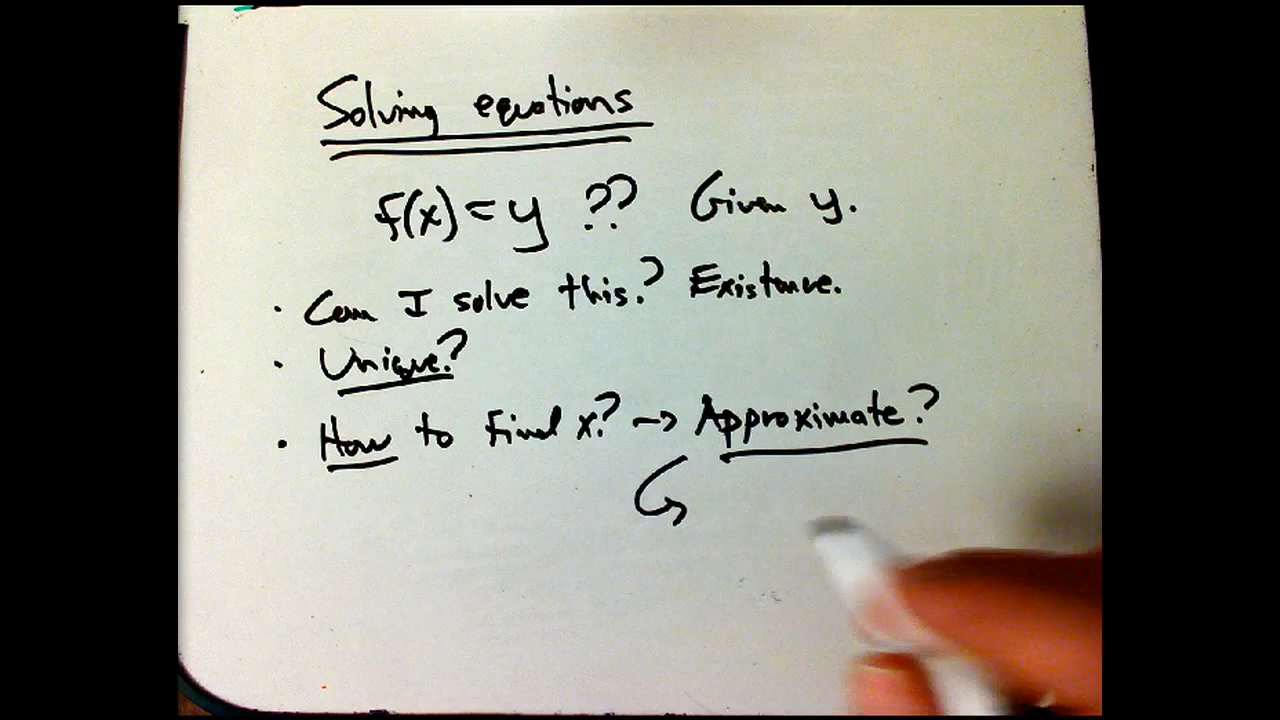 Solving equations
f(x) = y ?? Given y.
· Can I solve this? Existance.
· Unique?
· How to find x? → Approximate?